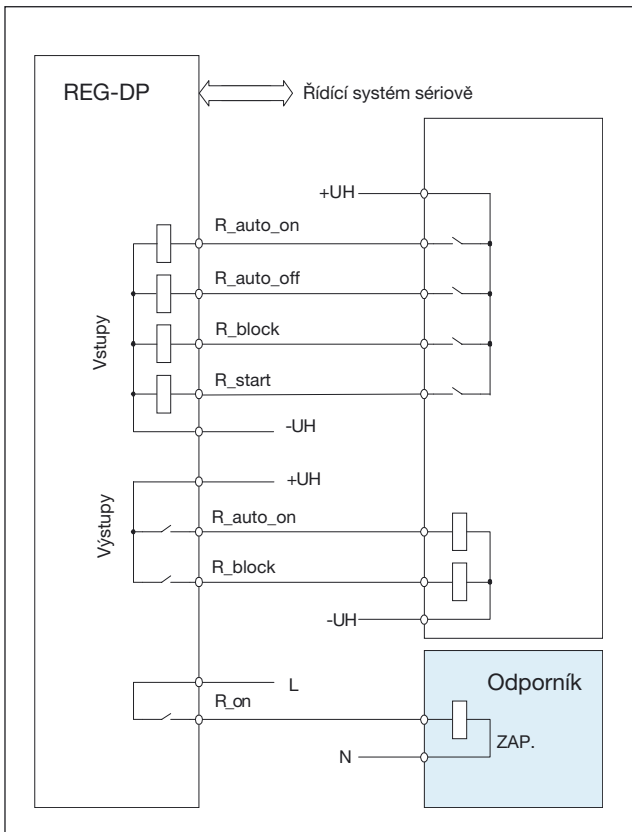 REG-DP
Řídící systém sériově
+UH
R_auto_on
R_auto_off
R_block
R_start
Vstupy
-UH
+UH
R_auto_on
Výstupy
R_block
-UH
L
Odporník
R_on
ZAP.
N